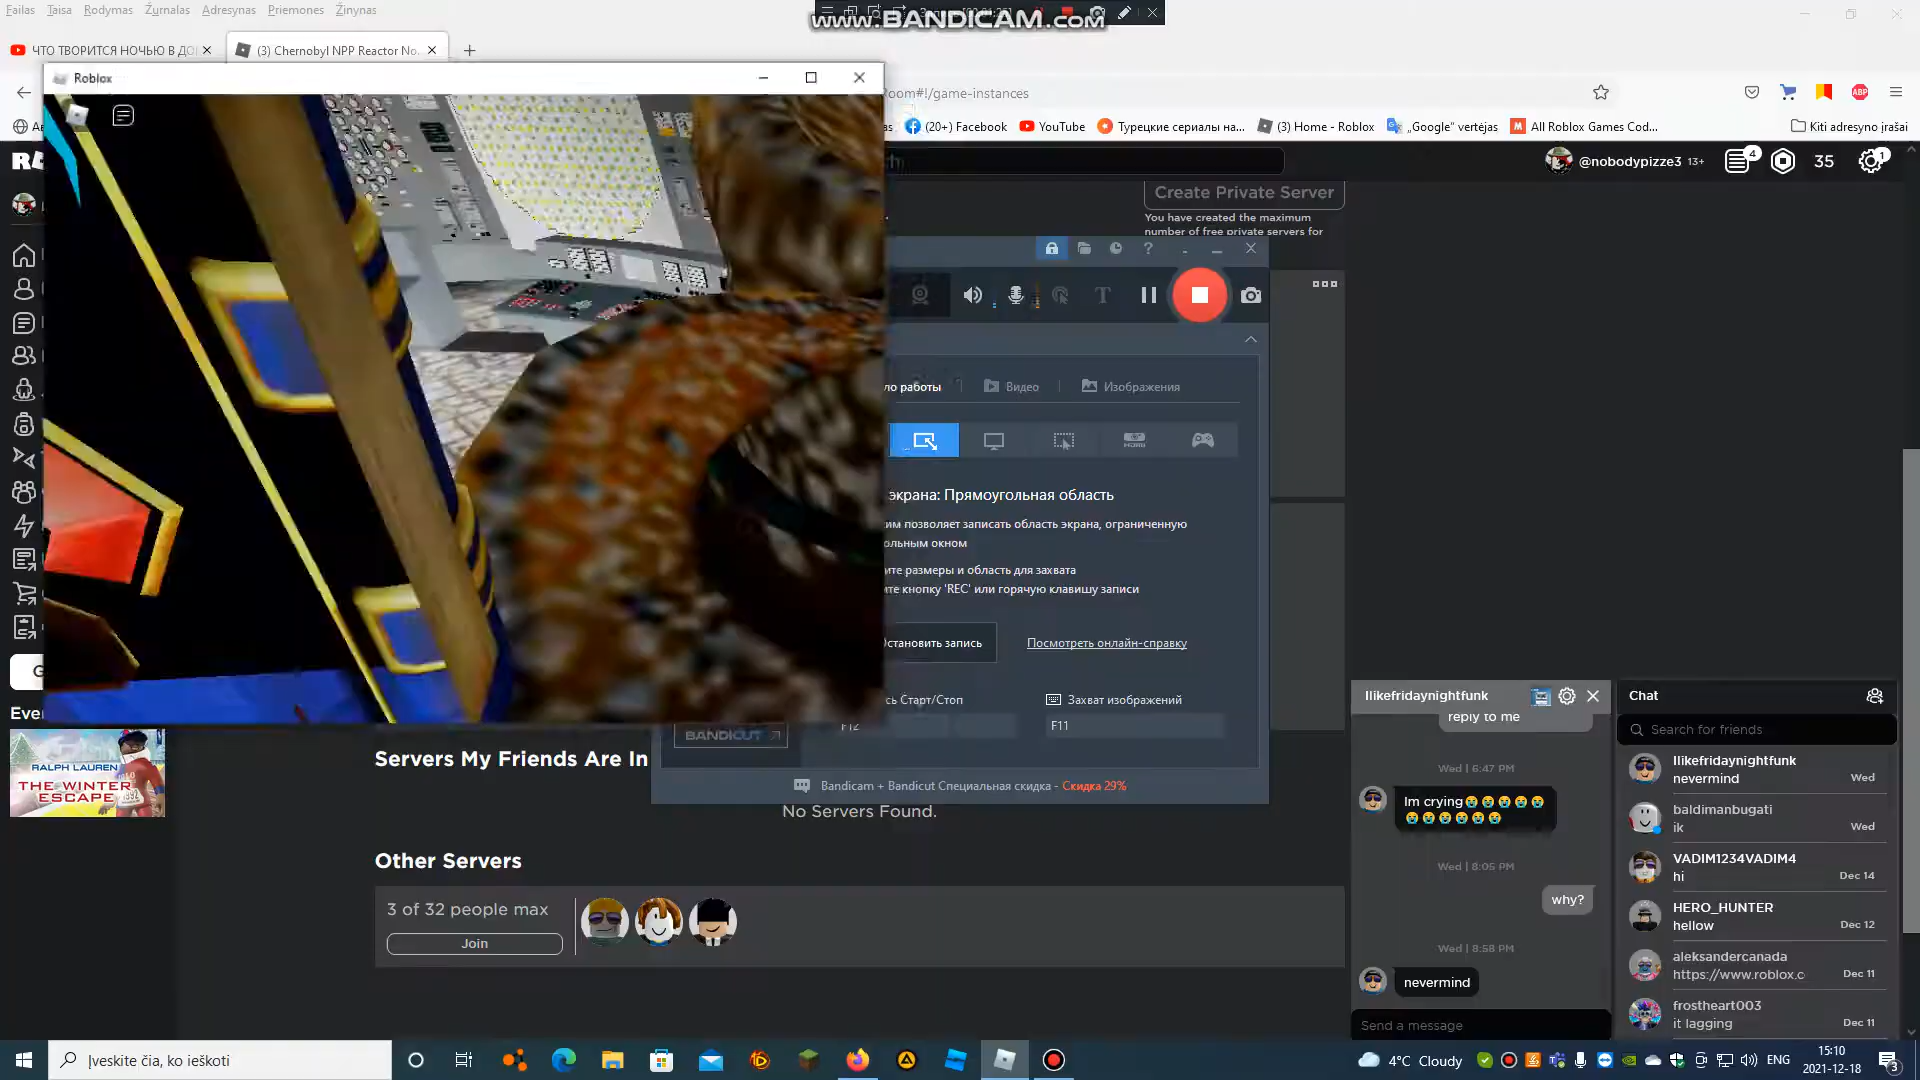 Failas Taisa Rodymas Žurnalas Adresynas Priemonės Žinynas
www.BANDICAM.com
ЧТО ТВОРИТСЯ НОЧЬЮ В ДО
(3) Chernobyl NPP Reactor No.
Roblox
oom#!/game-instances
(20+) Facebook
YouTube
Турецкие сериалы на...
(3) Home - Roblox
„Google" vertėjas
All Roblox Games Cod...
Kiti adresyno įrašai
@nobodypizze3 13+
4
35
1
Create Private Server
You have created the maximum
number of free private servers for
ло работы
Видео
Изображения
экрана: Прямоугольная область
им позволяет записать область экрана, ограниченную
ольным окном
ите размеры и область для захвата
ите кнопку 'REC' или горячую клавишу записи
Остановить запись
Посмотреть онлайн-справку
сь Старт/Стоп
Захват изображений
F12
F11
BANDICUT
Bandicam + Bandicut Специальная скидка - Скидка 29%
Even
RALPH LAUREN
THE WINTER
ESCAPE
Servers My Friends Are In
No Servers Found.
Other Servers
3 of 32 people max
Join
Ilikefridaynightfunk
reply to me
Wed | 6:47 PM
Im crying😭😭😭😭😭
😭😭😭😭😭😭
Wed | 8:05 PM
why?
Wed | 8:58 PM
nevermind
Send a message
Chat
Search for friends
Ilikefridaynightfunk
nevermind
Wed
baldimanbugati
ik
Wed
VADIM1234VADIM4
hi
Dec 14
HERO_HUNTER
hellow
Dec 12
aleksandercanada
https://www.roblox.c
Dec 11
frostheart003
it lagging
Dec 11
Įveskite čia, ko ieškoti
4°C Cloudy
ENG
15:10
2021-12-18
3